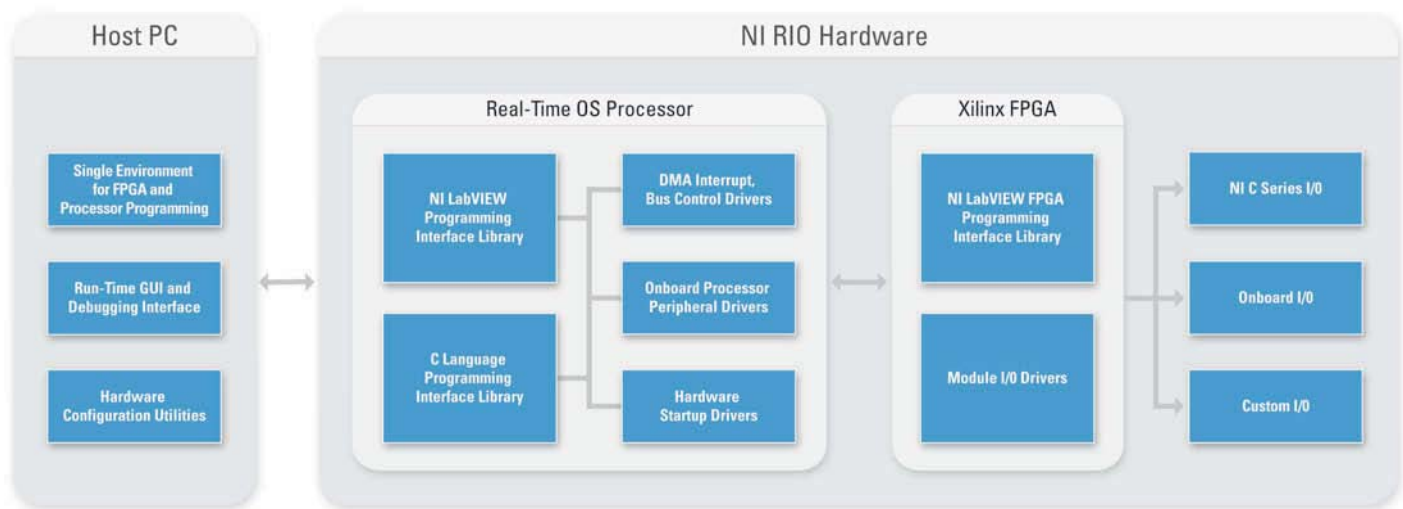 Host PC
NI RIO Hardware
Real-Time OS Processor
Xilinx FPGA
Single Environment
for FPGA and
Processor Programming
Run-Time GUI and
Debugging Interface
Hardware
Configuration Utilities
NI LabVIEW
Programming
Interface Library
C Language
Programming
Interface Library
DMA Interrupt,
Bus Control Drivers
Onboard Processor
Peripheral Drivers
Hardware
Startup Drivers
NI LabVIEW FPGA
Programming
Interface Library
Module I/O Drivers
NI C Series I/O
Onboard I/O
Custom I/O